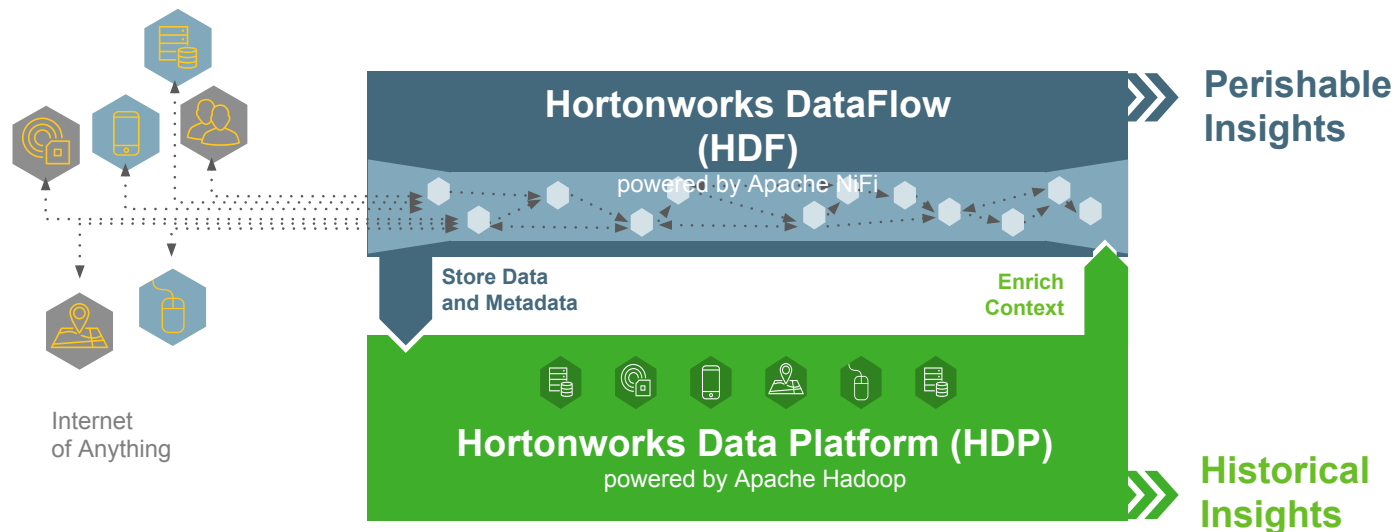 Hortonworks DataFlow
(HDF)
powered by Apache NiFi
Perishable
Insights
Store Data
and Metadata
Enrich
Context
Internet
of Anything
Hortonworks Data Platform (HDP)
powered by Apache Hadoop
Historical
Insights